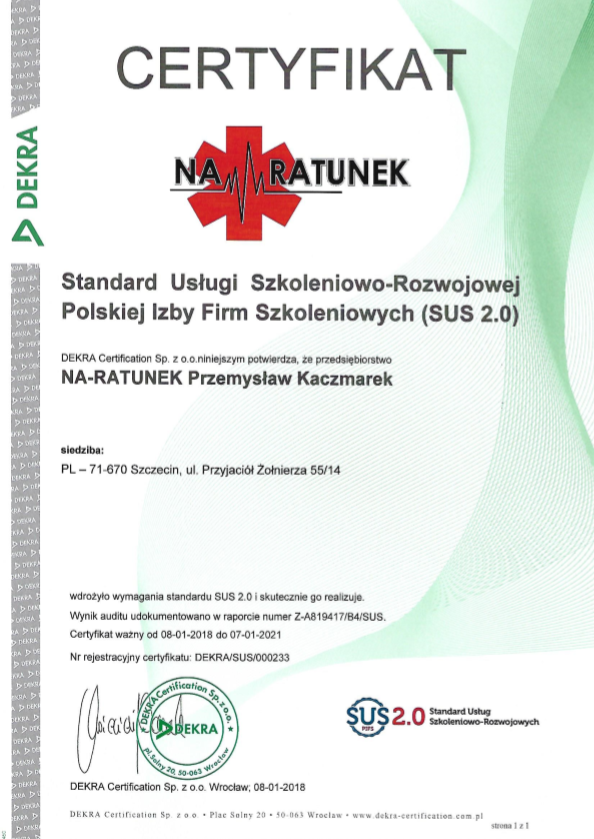 CERTYFIKAT
DEKRA
NA RATUNEK
Standard Usługi Szkoleniowo-Rozwojowej
Polskiej Izby Firm Szkoleniowych (SUS 2.0)
DEKRA Certification Sp. z o.o.niniejszym potwierdza, że przedsiębiorstwo
NA-RATUNEK Przemysław Kaczmarek
siedziba:
PL – 71-670 Szczecin, ul. Przyjaciół Żołnierza 55/14
wdrożyło wymagania standardu SUS 2.0 i skutecznie go realizuje.
Wynik auditu udokumentowano w raporcie numer Z-A819417/B4/SUS.
Certyfikat ważny od 08-01-2018 do 07-01-2021
Nr rejestracyjny certyfikatu: DEKRA/SUS/000233
DEKRA Certification Sp. z o.o.
DEKRA
pl. Solny 20, 50-063 Wrocław
SUS 2.0
PIFS
Standard Usług
Szkoleniowo-Rozwojowych
DEKRA Certification Sp. z o.o. Wrocław, 08-01-2018
DEKRA Certification Sp. z o.o. • Plac Solny 20 • 50-063 Wrocław • www.dekra-certification.com.pl
strona 1 z 1